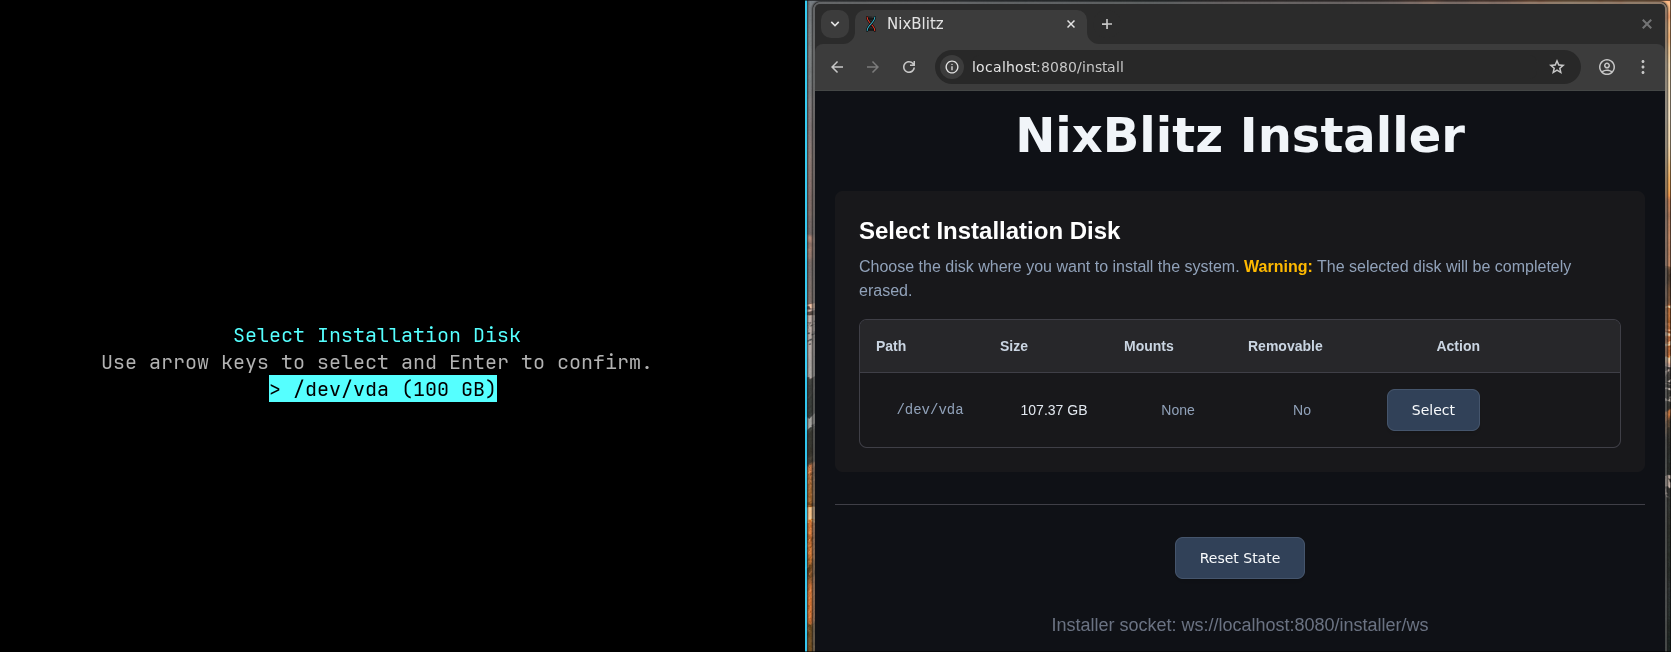 Select Installation Disk
Use arrow keys to select and Enter to confirm.
> /dev/vda (100 GB)
NixBlitz
localhost:8080/install
NixBlitz Installer
Select Installation Disk
Choose the disk where you want to install the system. Warning: The selected disk will be completely
erased.
Path Size Mounts Removable Action
/dev/vda 107.37 GB None No Select
Reset State
Installer socket: ws://localhost:8080/installer/ws